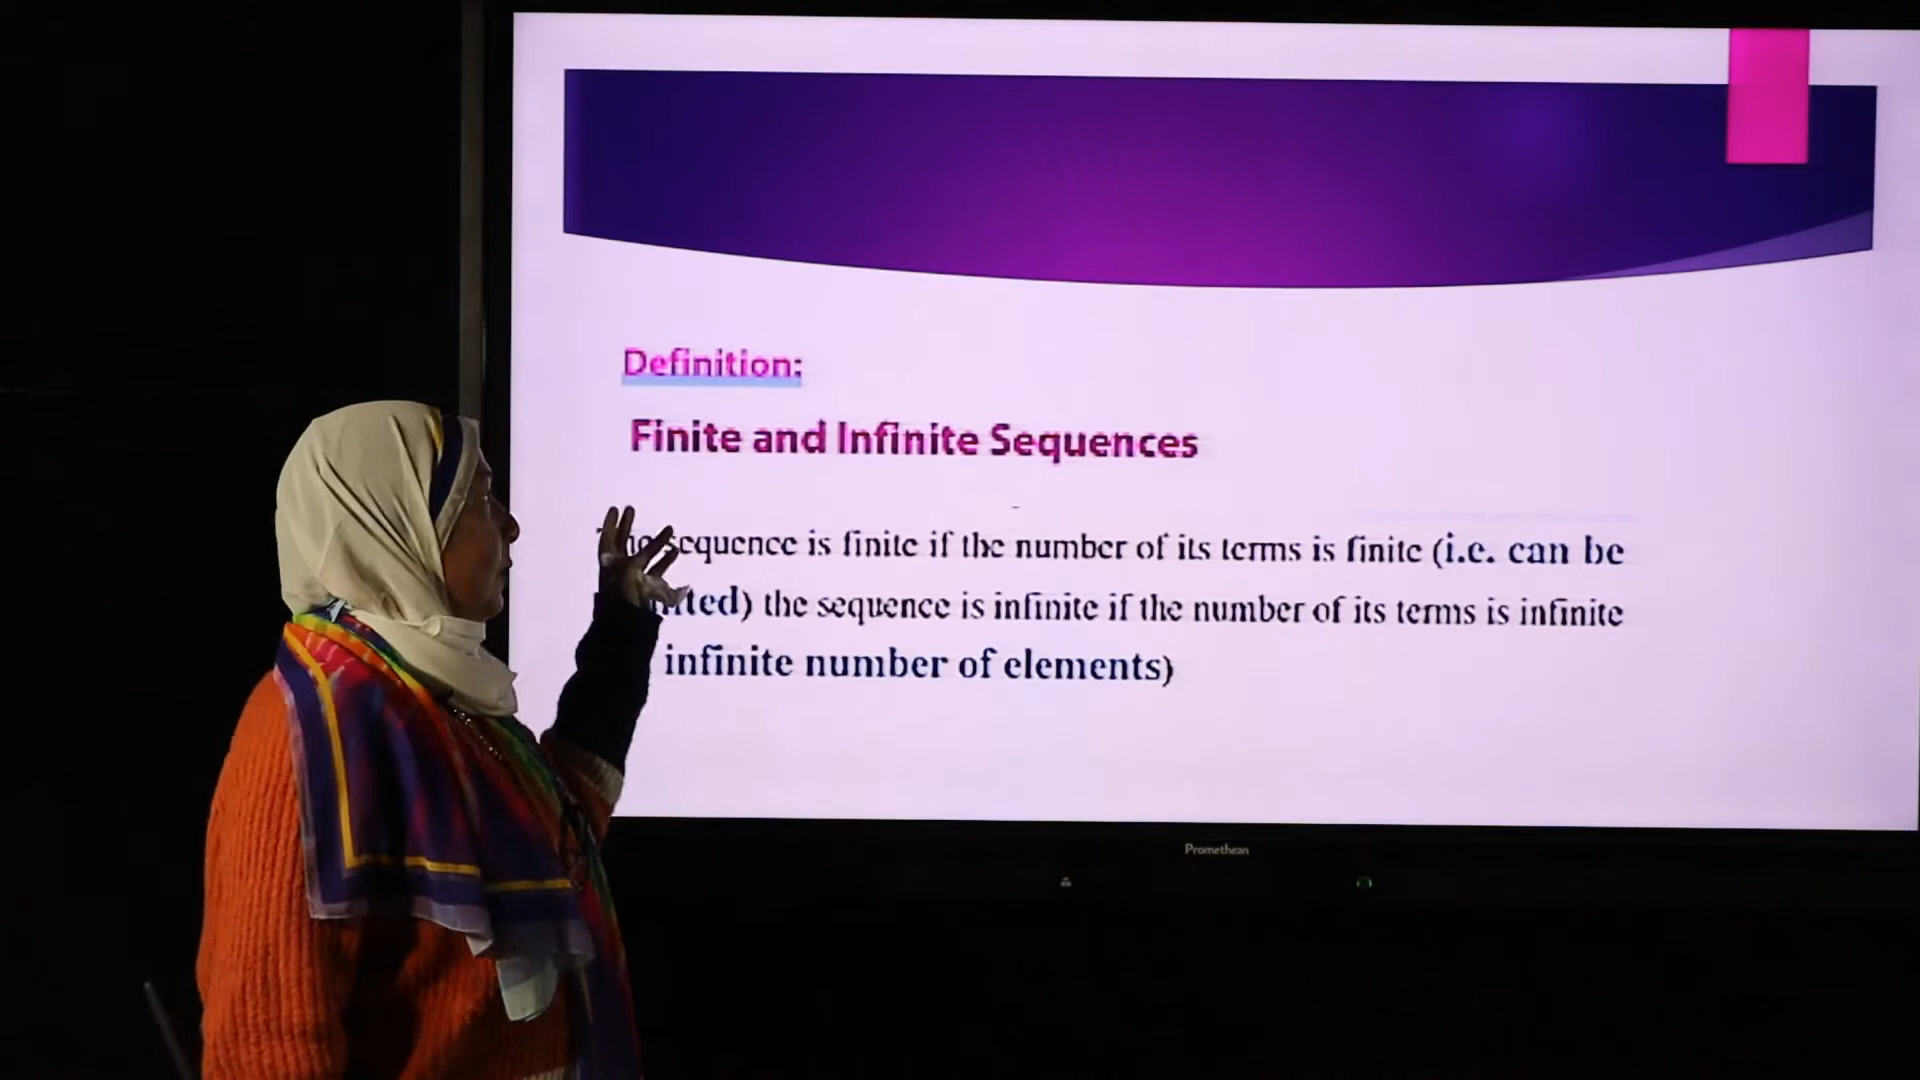 Definition:
Finite and Infinite Sequences
The sequence is finite if the number of its terms is finite (i.e. can be
the sequence is infinite if the number of its terms is infinite
infinite number of elements)
Promethean